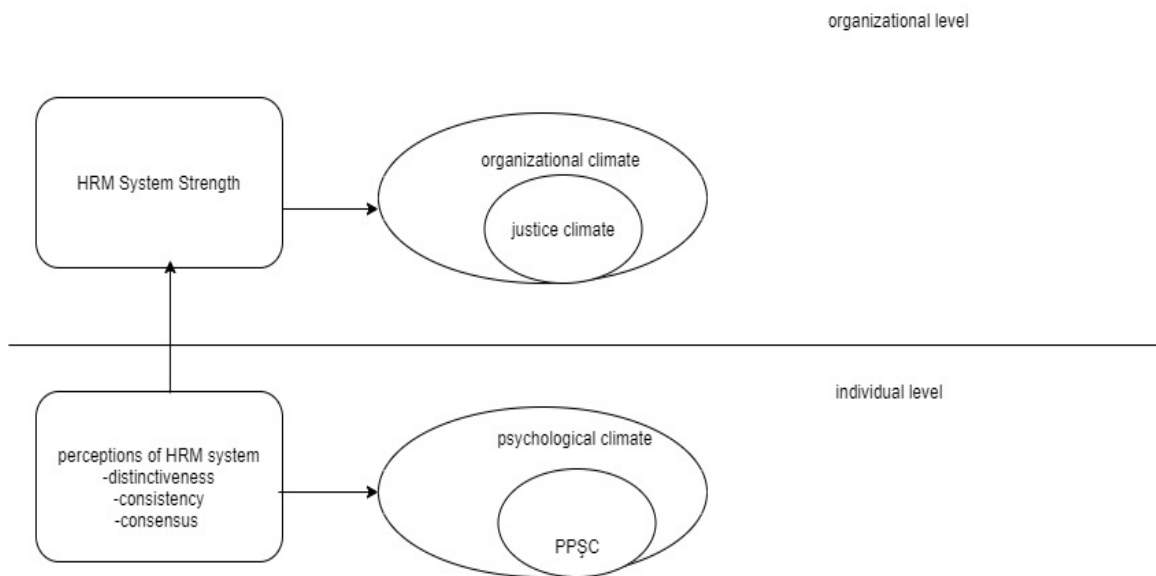 organizational level
HRM System Strength
organizational climate
justice climate
individual level
perceptions of HRM system
-distinctiveness
-consistency
-consensus
psychological climate
PPŞC